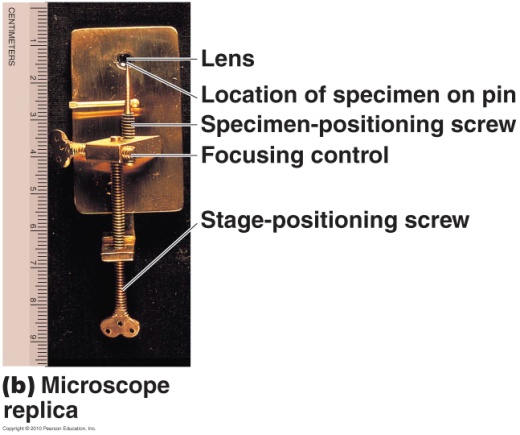 CENTIMETERS
1
2
3
4
5
6
7
8
9
Lens
Location of specimen on pin
Specimen-positioning screw
Focusing control
Stage-positioning screw
(b) Microscope
replica
Copyright © 2010 Pearson Education, Inc.